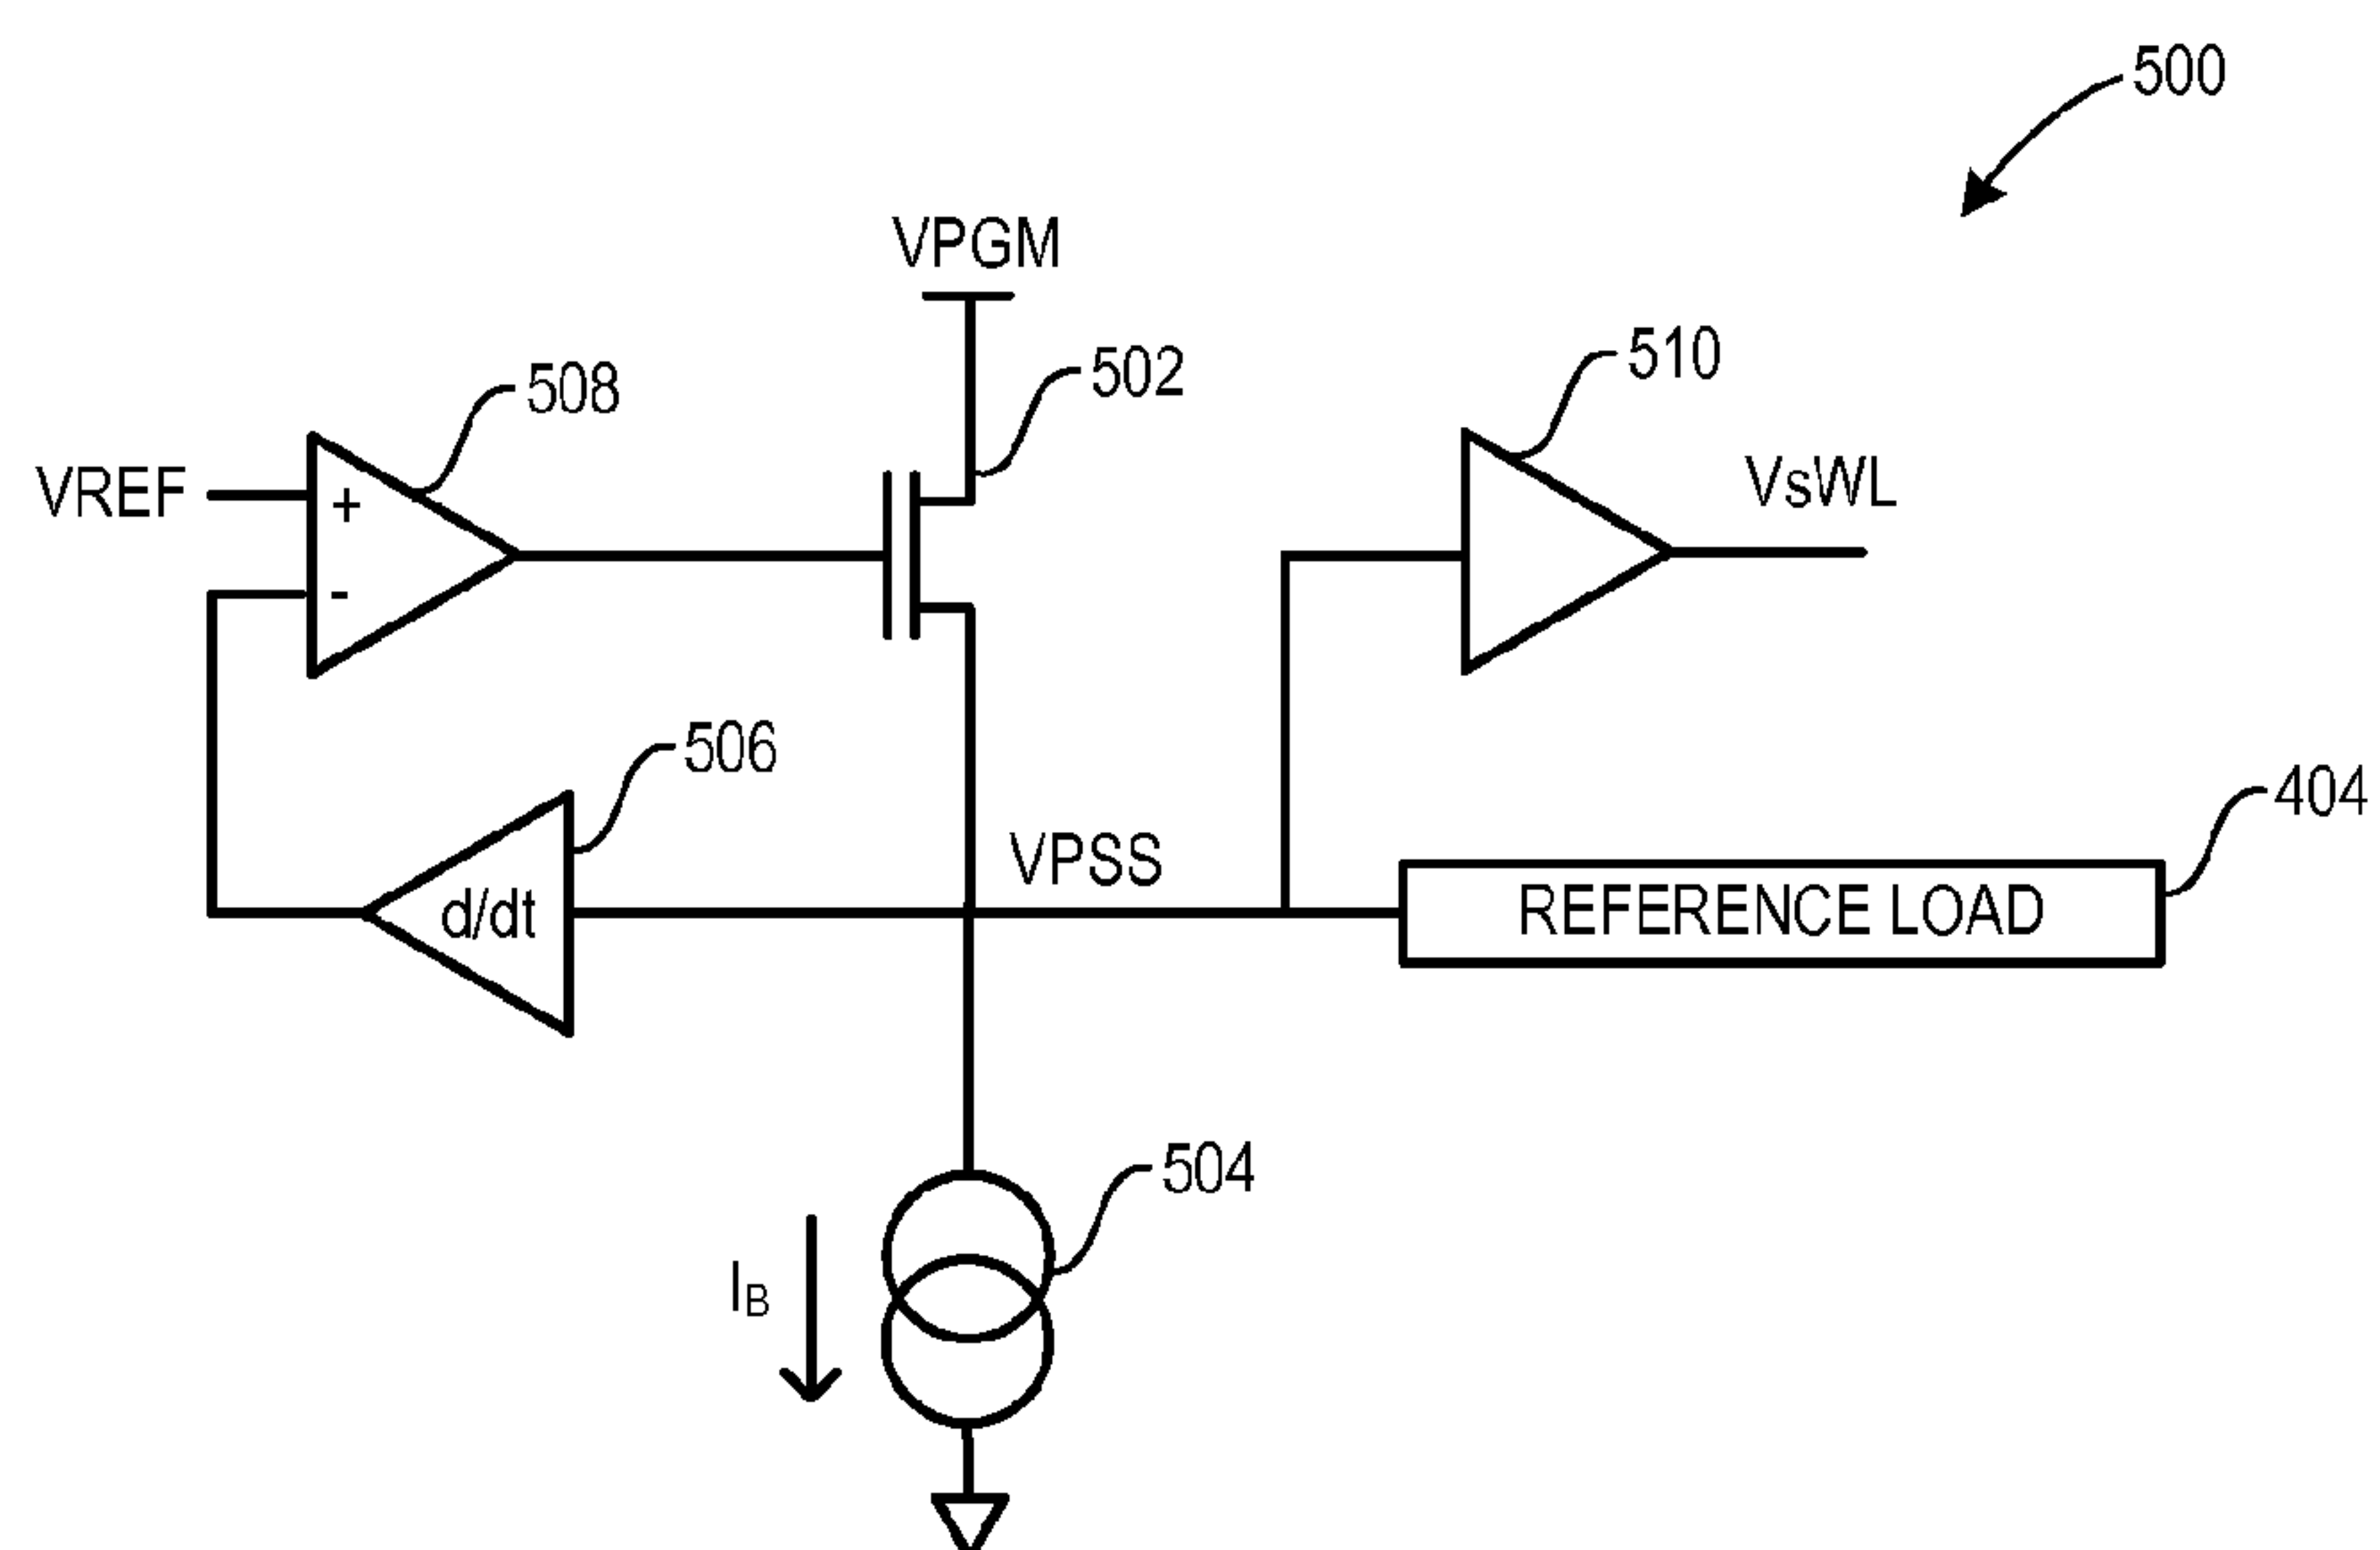 500
VPGM
510
502
508
VsWL
VREF
+
-
506
404
VPSS
d/dt
REFERENCE LOAD
504
IB